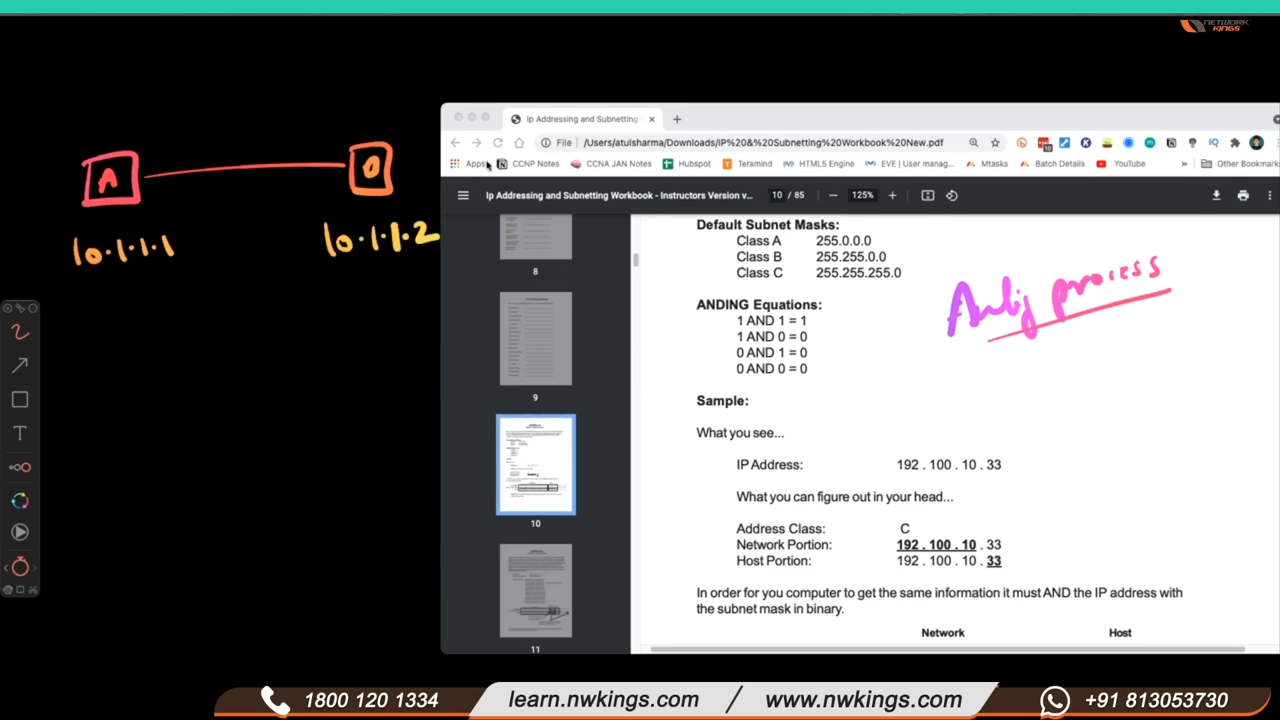 NETWORK
KINGS
A
10.1.1.1
10.1.1.2
Ip Addressing and Subnetting
File /Users/atulsharma/Downloads/IP%20&%20Subnetting%20Workbook%20New.pdf
Apps CCNP Notes CCNA JAN Notes Hubspot Teramind HTML5 Engine EVE | User manag... Mtasks Batch Details YouTube » Other Bookmarks
Ip Addressing and Subnetting Workbook - Instructors Version v... 10 / 85 125%
8
9
10
11
Default Subnet Masks:
Class A 255.0.0.0
Class B 255.255.0.0
Class C 255.255.255.0
ANDING Equations:
1 AND 1 = 1
1 AND 0 = 0
0 AND 1 = 0
0 AND 0 = 0
process
Sample:
What you see...
IP Address: 192 . 100 . 10 . 33
What you can figure out in your head...
Address Class: C
Network Portion: 192 . 100 . 10 . 33
Host Portion: 192 . 100 . 10 . 33
In order for you computer to get the same information it must AND the IP address with
the subnet mask in binary.
Network Host
T
1800 120 1334 learn.nwkings.com / www.nwkings.com +91 813053730